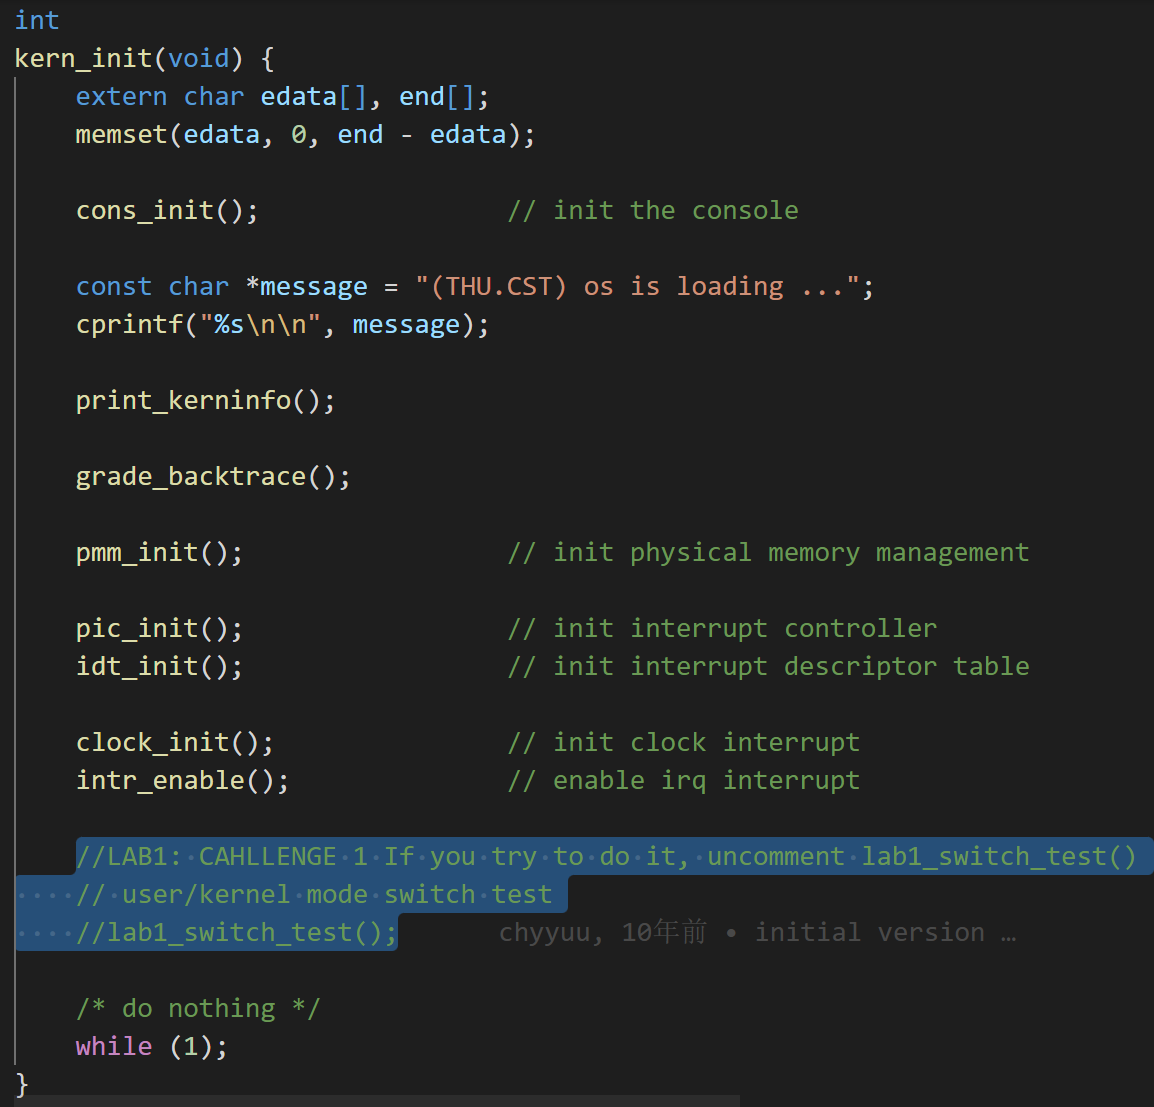 int
kern_init(void) {
    extern char edata[], end[];
    memset(edata, 0, end - edata);
    cons_init();                // init the console
    const char *message = "(THU.CST) os is loading ...";
    cprintf("%s\n\n", message);
    print_kerninfo();
    grade_backtrace();
    pmm_init();                 // init physical memory management
    pic_init();                 // init interrupt controller
    idt_init();                 // init interrupt descriptor table
    clock_init();               // init clock interrupt
    intr_enable();              // enable irq interrupt
    //LAB1: CAHLLENGE 1 If you try to do it, uncomment lab1_switch_test()
    // user/kernel mode switch test
    //lab1_switch_test();       chyyuu, 10年前 • initial version …
    /* do nothing */
    while (1);
}